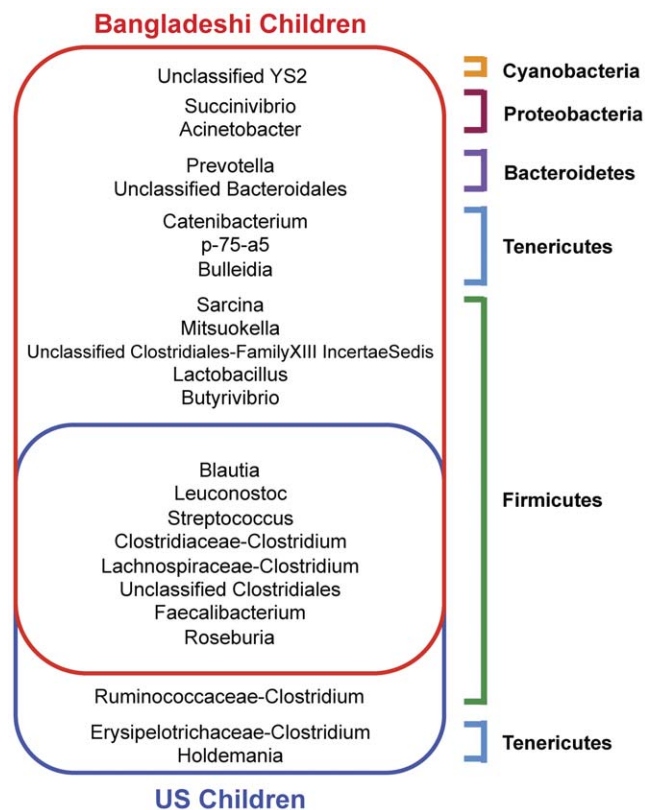 Bangladeshi Children
Unclassified YS2
Cyanobacteria
Succinivibrio
Acinetobacter
Proteobacteria
Prevotella
Unclassified Bacteroidales
Bacteroidetes
Catenibacterium
p-75-a5
Bulleidia
Tenericutes
Sarcina
Mitsuokella
Unclassified Clostridiales-FamilyXIII IncertaeSedis
Lactobacillus
Butyrivibrio
Blautia
Leuconostoc
Streptococcus
Clostridiaceae-Clostridium
Lachnospiraceae-Clostridium
Unclassified Clostridiales
Faecalibacterium
Roseburia
Ruminococcaceae-Clostridium
Firmicutes
Erysipelotrichaceae-Clostridium
Holdemania
Tenericutes
US Children